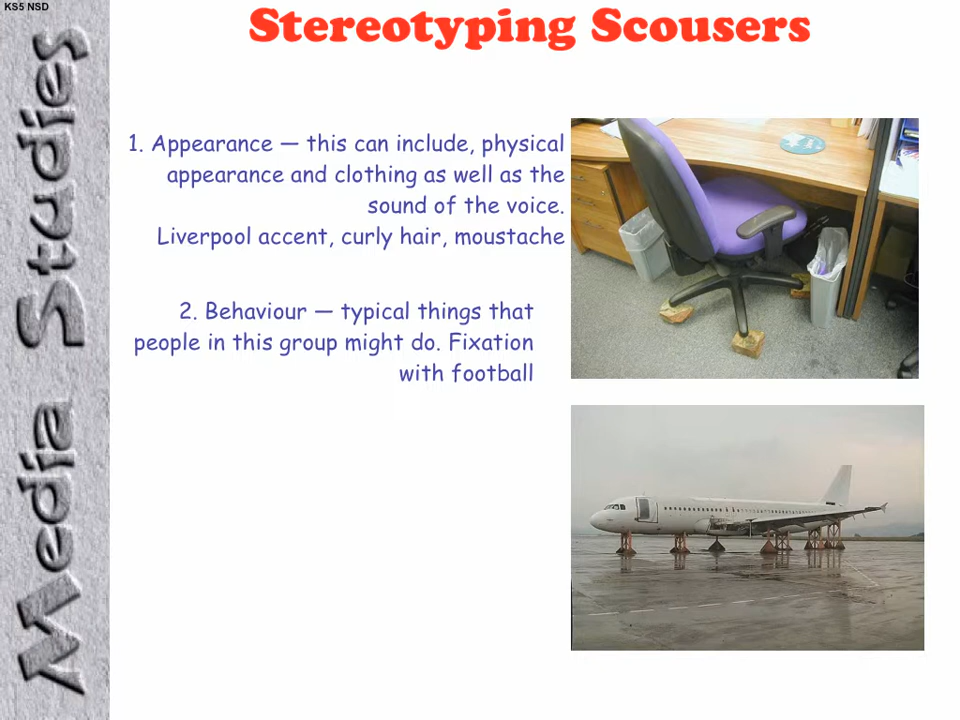 KS5 NSD
Media Studies
Stereotyping Scousers
1. Appearance — this can include, physical
appearance and clothing as well as the
sound of the voice.
Liverpool accent, curly hair, moustache
2. Behaviour — typical things that
people in this group might do. Fixation
with football